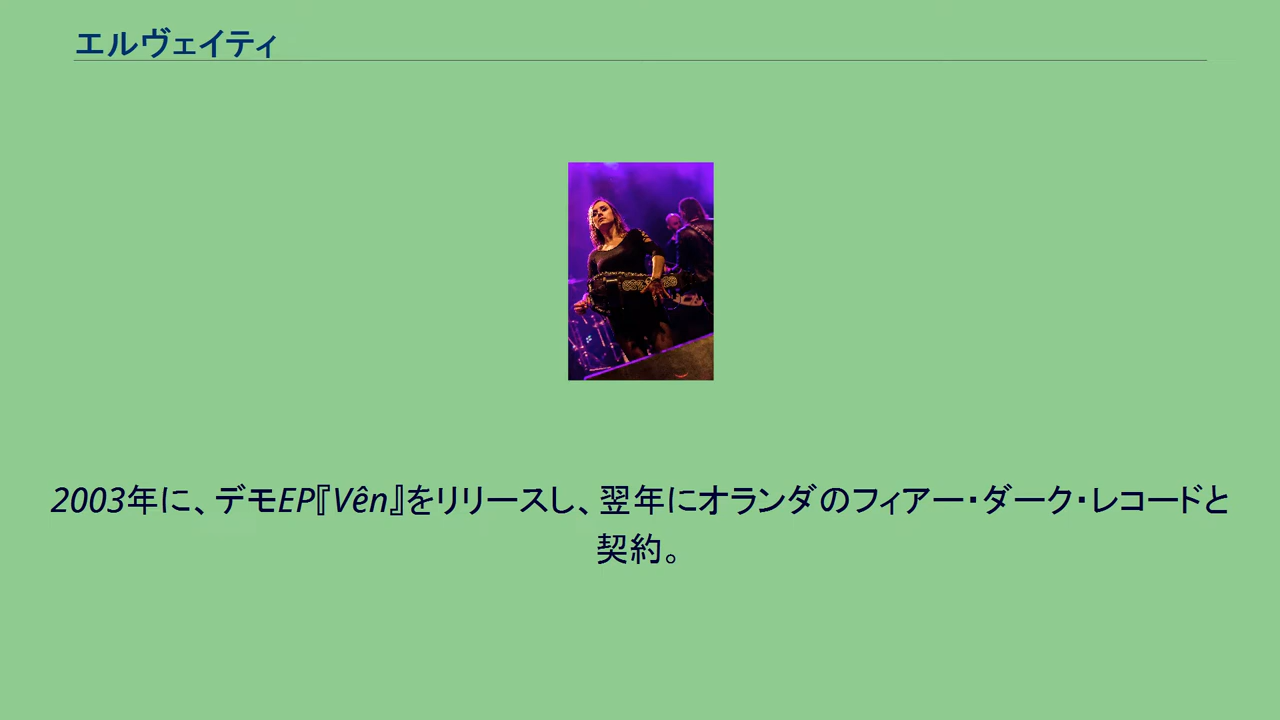 エルヴェイティ
2003年に、デモEP『Vên』をリリースし、翌年にオランダのフィアー・ダーク・レコードと
契約。